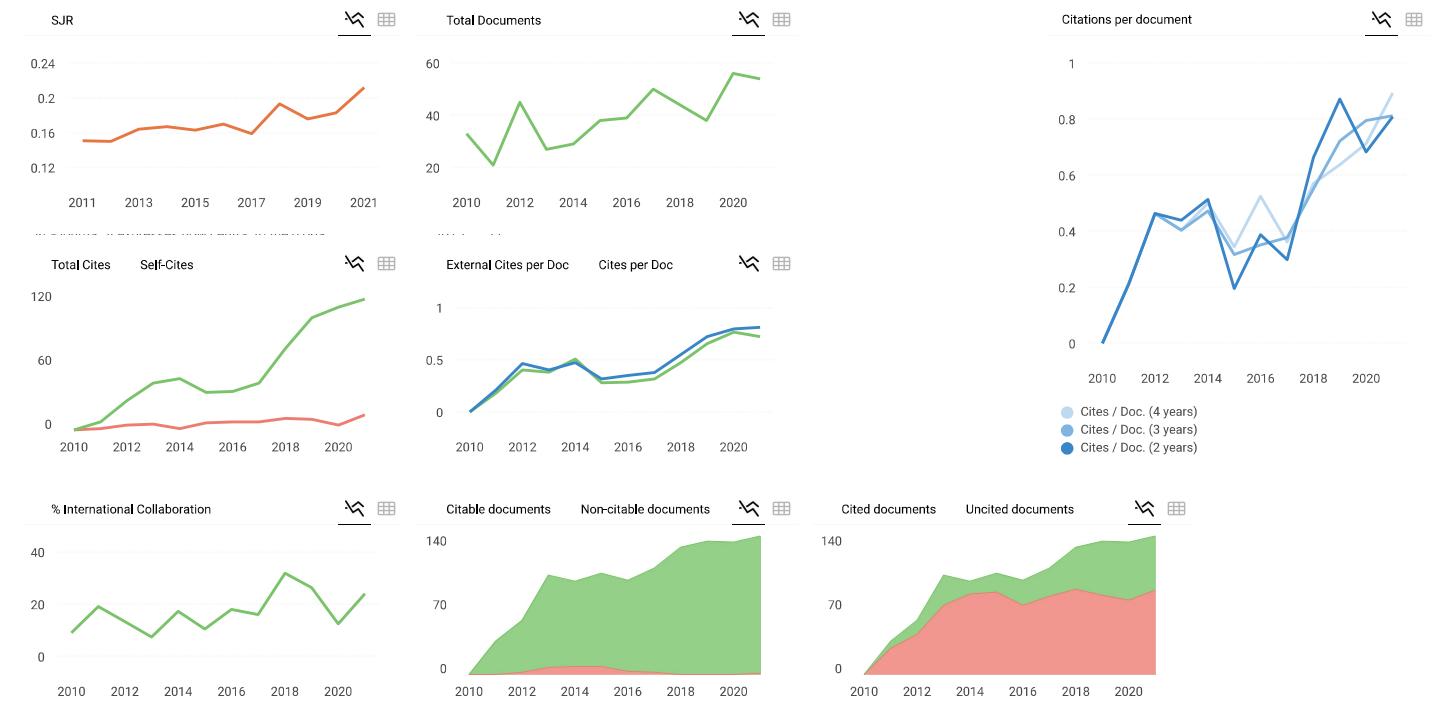 SJR
0.24
0.2
0.16
0.12
2011 2013 2015 2017 2019 2021
Total Documents
60
40
20
2010 2012 2014 2016 2018 2020
Citations per document
1
0.8
0.6
0.4
0.2
0
2010 2012 2014 2016 2018 2020
Cites / Doc. (4 years)
Cites / Doc. (3 years)
Cites / Doc. (2 years)
Total Cites Self-Cites
120
60
0
2010 2012 2014 2016 2018 2020
External Cites per Doc Cites per Doc
1
0.5
0
2010 2012 2014 2016 2018 2020
% International Collaboration
40
20
0
2010 2012 2014 2016 2018 2020
Citable documents Non-citable documents
140
70
0
2010 2012 2014 2016 2018 2020
Cited documents Uncited documents
140
70
0
2010 2012 2014 2016 2018 2020